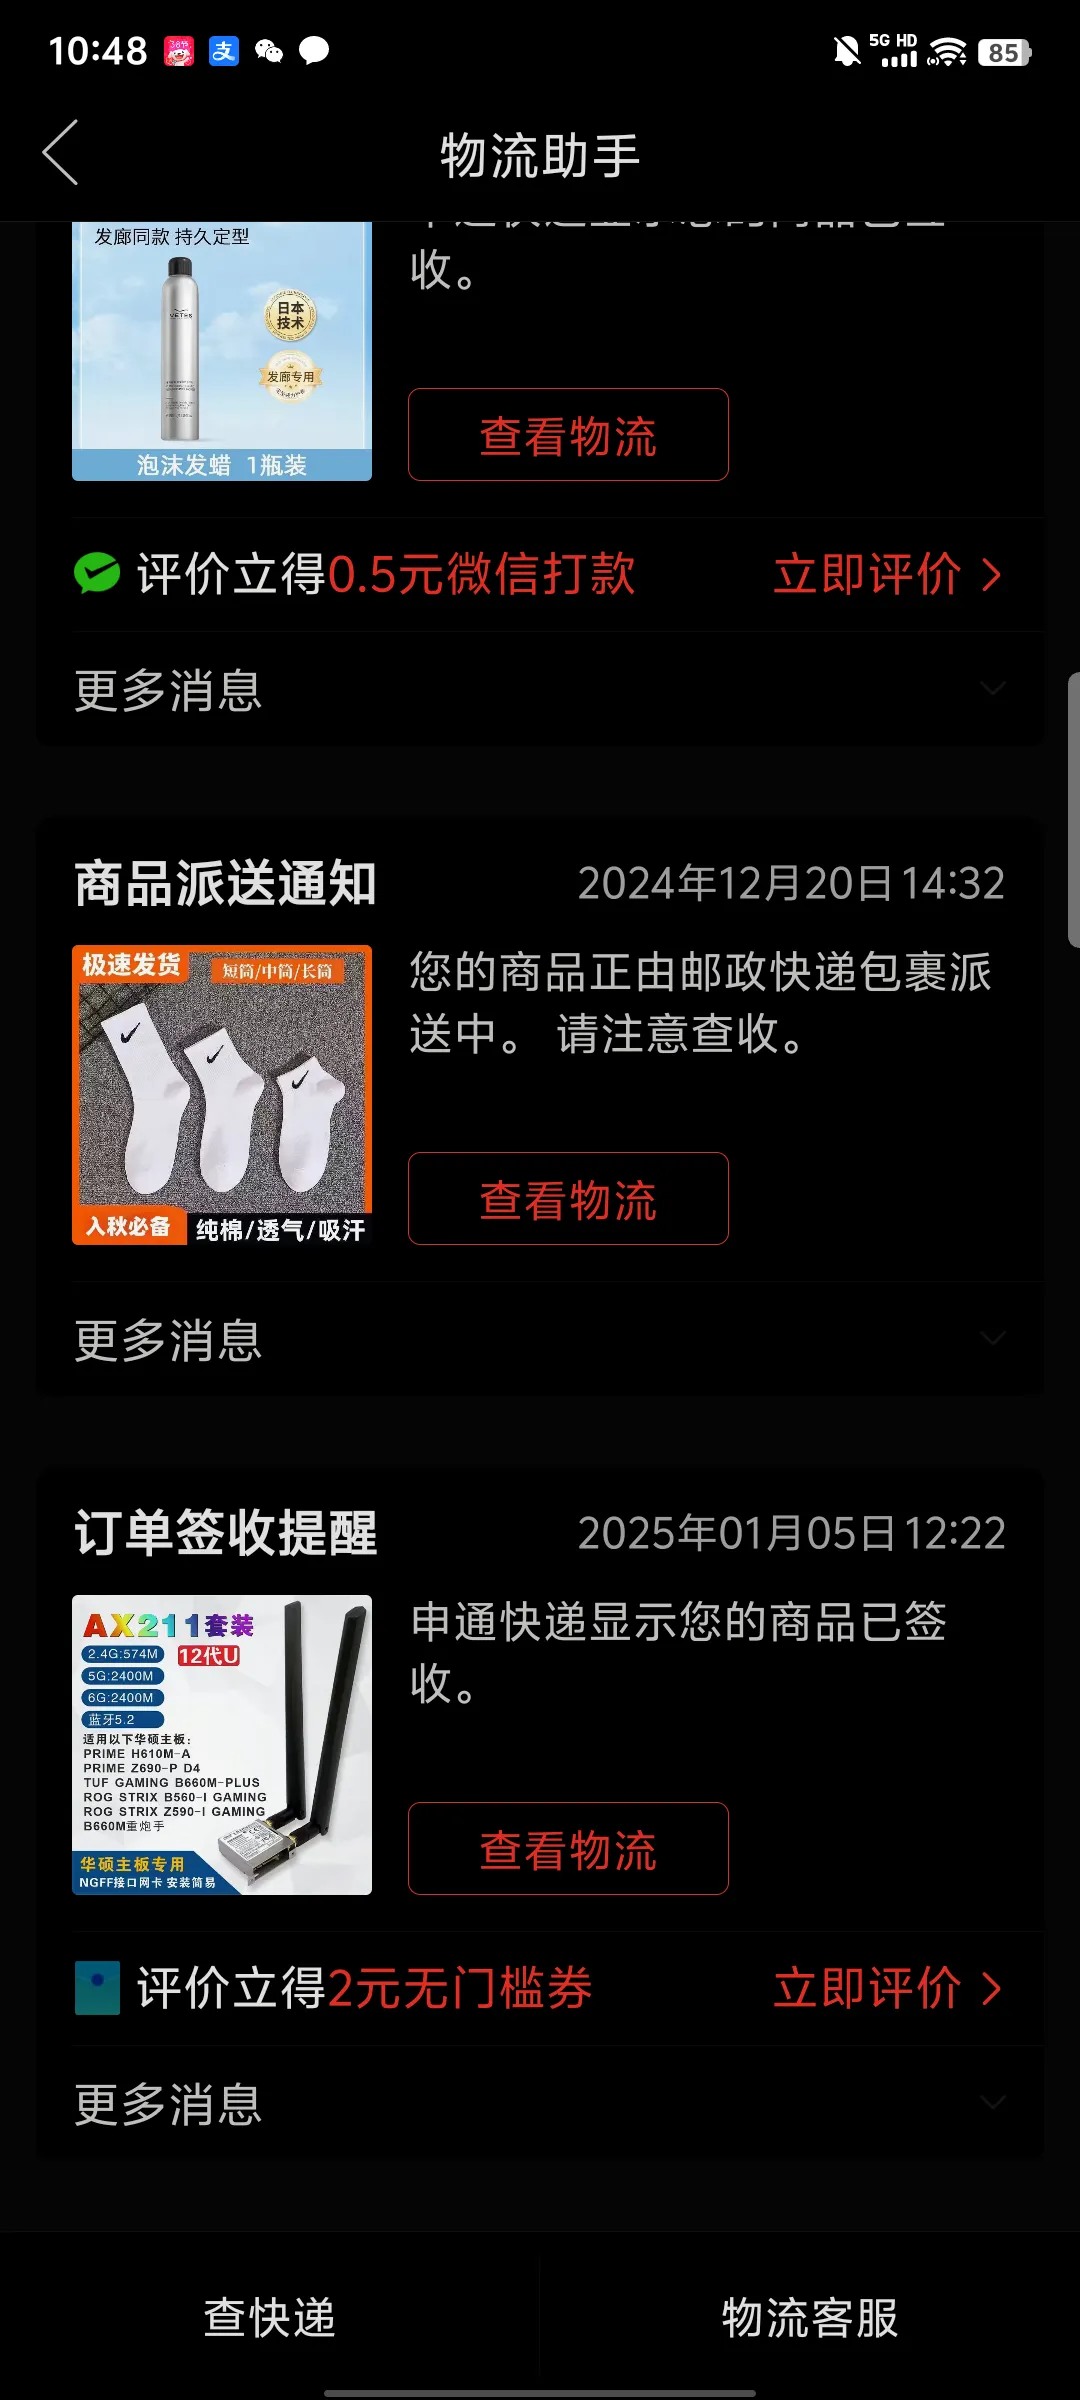 10:48
5G HD
85
物流助手
发廊同款 持久定型
日本
技术
发廊专用
泡沫发蜡 1瓶装
收。
查看物流
评价立得0.5元微信打款
立即评价
更多消息
商品派送通知
2024年12月20日 14:32
极速发货
短筒/中筒/长筒
入秋必备
纯棉/透气/吸汗
您的商品正由邮政快递包裹派
送中。 请注意查收。
查看物流
更多消息
订单签收提醒
2025年01月05日 12:22
AX211套装
2.4G:574M
12代U
5G:2400M
6G:2400M
蓝牙5.2
适用以下华硕主板:
PRIME H610M-A
PRIME Z690-P D4
TUF GAMING B660M-PLUS
ROG STRIX B560-I GAMING
ROG STRIX Z590-I GAMING
B660M重炮手
华硕主板专用
NGFF接口网卡 安装简易
申通快递显示您的商品已签
收。
查看物流
评价立得2元无门槛券
立即评价
更多消息
查快递
物流客服